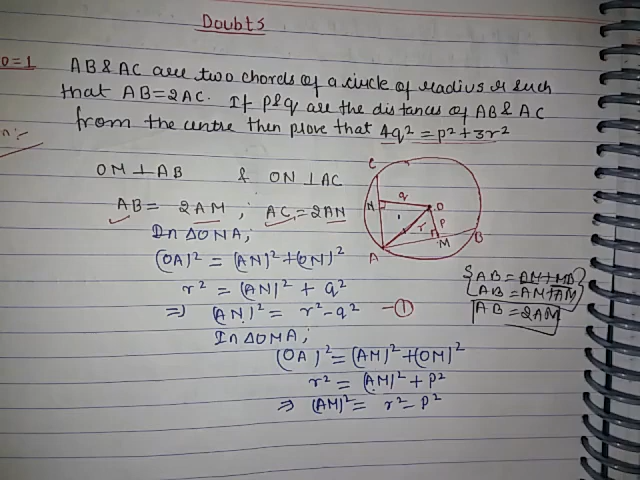 Doubts
0=1
AB & AC are two chords of a circle of radius r such
that AB=2AC. If p&q are the distances of AB & AC
from the centre then prove that 4q² = p²+3r²
n:-
OM⊥AB & ON⊥AC
AB= 2AM, ; AC=2AN
In ΔONA;
(OA)² = (AN)²+(ON)²
r² = (AN)² + q²
⇒ (AN)² = r²-q² -①
In ΔOMA;
(OA)² = (AM)²+(OM)²
r² = (AM)² + p²
⇒ (AM)² = r²-p²
C
q
N
O
r
P
M
B
A
AB = AM+MB
AB = AM+AM
AB = 2AM